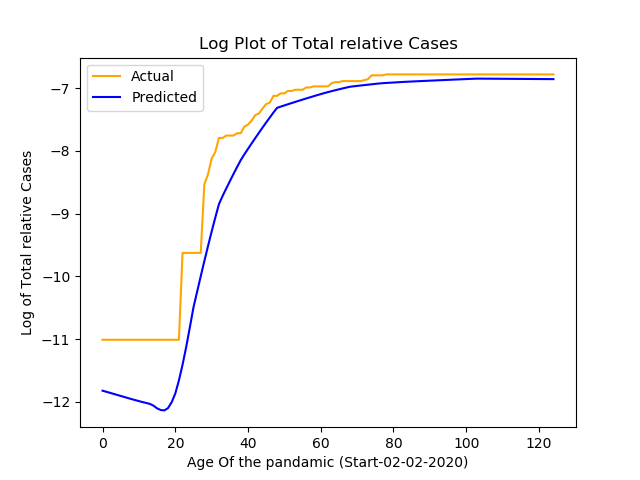 Log Plot of Total relative Cases
Actual
Predicted
−7
−8
−9
−10
−11
−12
Log of Total relative Cases
0 20 40 60 80 100 120
Age Of the pandamic (Start-02-02-2020)